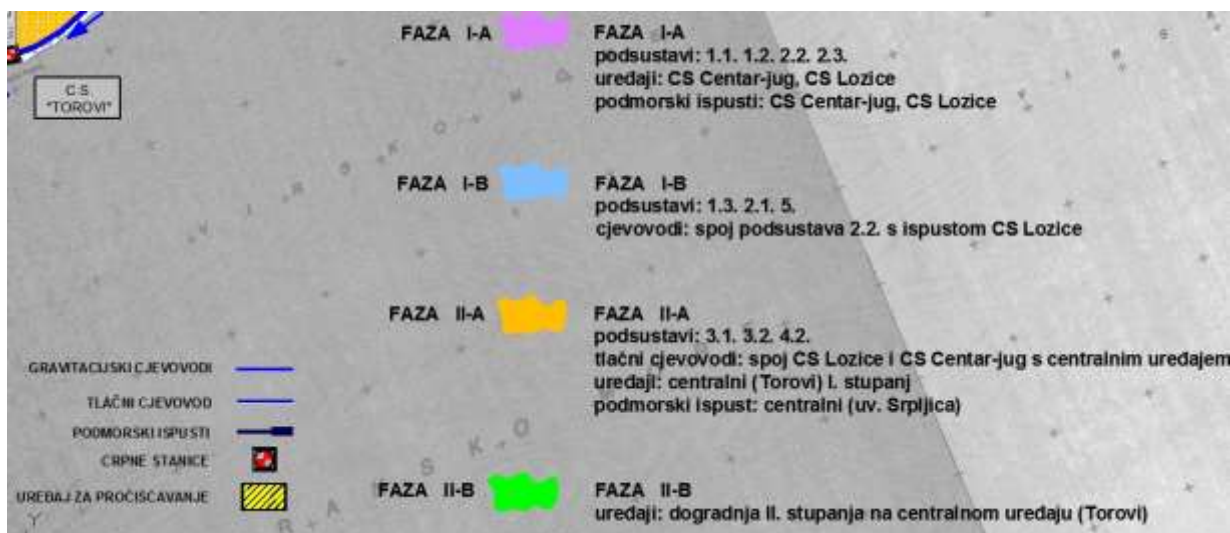 FAZA I-A
FAZA I-A
podsustavi: 1.1. 1.2. 2.2. 2.3.
uređaji: CS Centar-jug, CS Lozice
podmorski ispusti: CS Centar-jug, CS Lozice
C.S.
"TOROVI"
FAZA I-B
FAZA I-B
podsustavi: 1.3. 2.1. 5.
cjevovodi: spoj podsustava 2.2. s ispustom CS Lozice
FAZA II-A
FAZA II-A
podsustavi: 3.1. 3.2. 4.2.
tlačni cjevovodi: spoj CS Lozice i CS Centar-jug s centralnim uređajem
uređaji: centralni (Torovi) I. stupanj
podmorski ispust: centralni (uv. Srpljica)
GRAVITACIJSKI CJEVOVODI
TLAČNI CJEVOVOD
PODMORSKI ISPUSTI
CRPNE STANICE
UREĐAJ ZA PROČIŠĆAVANJE
FAZA II-B
FAZA II-B
uređaji: dogradnja II. stupanja na centralnom uređaju (Torovi)